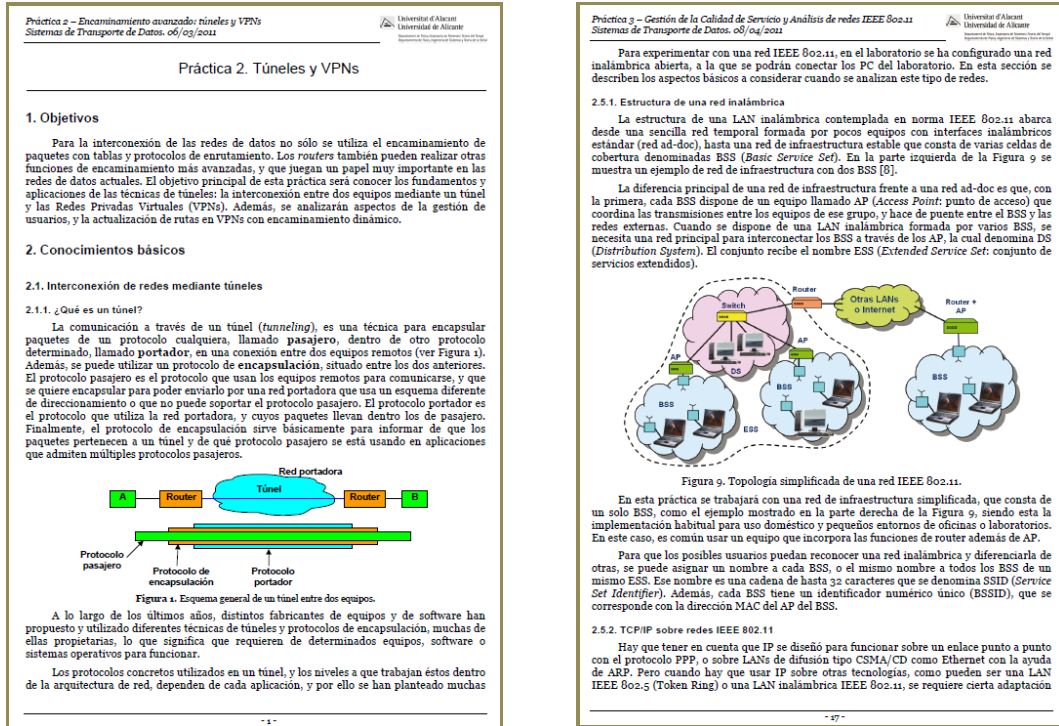 Práctica 2 – Encaminamiento avanzado: túneles y VPNs
Sistemas de Transporte de Datos. 06/03/2011
Universitat d'Alacant
Universidad de Alicante
Práctica 2. Túneles y VPNs
1. Objetivos
Para la interconexión de las redes de datos no sólo se utiliza el encaminamiento de
paquetes con tablas y protocolos de enrutamiento. Los routers también pueden realizar otras
funciones de encaminamiento más avanzadas, y que juegan un papel muy importante en las
redes de datos actuales. El objetivo principal de esta práctica será conocer los fundamentos y
aplicaciones de las técnicas de túneles: la interconexión entre dos equipos mediante un túnel
y las Redes Privadas Virtuales (VPNs). Además, se analizarán aspectos de la gestión de
usuarios, y la actualización de rutas en VPNs con encaminamiento dinámico.
2. Conocimientos básicos
2.1. Interconexión de redes mediante túneles
2.1.1. ¿Qué es un túnel?
La comunicación a través de un túnel (tunneling), es una técnica para encapsular
paquetes de un protocolo cualquiera, llamado pasajero, dentro de otro protocolo
determinado, llamado portador, en una conexión entre dos equipos remotos (ver Figura 1).
Además, se puede utilizar un protocolo de encapsulación, situado entre los dos anteriores.
El protocolo pasajero es el protocolo que usan los equipos remotos para comunicarse, y que
se quiere encapsular para poder enviarlo por una red portadora que usa un esquema diferente
de direccionamiento o que no puede soportar el protocolo pasajero. El protocolo portador es
el protocolo que utiliza la red portadora, y cuyos paquetes llevan dentro los de pasajero.
Finalmente, el protocolo de encapsulación sirve básicamente para informar de que los
paquetes pertenecen a un túnel y de qué protocolo pasajero se está usando en aplicaciones
que admiten múltiples protocolos pasajeros.
Red portadora
A
Router
Túnel
Router
B
Protocolo
pasajero
Protocolo de
encapsulación
Protocolo
portador
Figura 1. Esquema general de un túnel entre dos equipos.
A lo largo de los últimos años, distintos fabricantes de equipos y de software han
propuesto y utilizado diferentes técnicas de túneles y protocolos de encapsulación, muchas de
ellas propietarias, lo que significa que requieren de determinados equipos, software o
sistemas operativos para funcionar.
Los protocolos concretos utilizados en un túnel, y los niveles a que trabajan éstos dentro
de la arquitectura de red, dependen de cada aplicación, y por ello se han planteado muchas
- 1 -
Práctica 3 – Gestión de la Calidad de Servicio y Análisis de redes IEEE 802.11
Sistemas de Transporte de Datos. 08/04/2011
Universitat d'Alacant
Universidad de Alicante
Para experimentar con una red IEEE 802.11, en el laboratorio se ha configurado una red
inalámbrica abierta, a la que se podrán conectar los PC del laboratorio. En esta sección se
describen los aspectos básicos a considerar cuando se analizan este tipo de redes.
2.5.1. Estructura de una red inalámbrica
La estructura de una LAN inalámbrica contemplada en norma IEEE 802.11 abarca
desde una sencilla red temporal formada por pocos equipos con interfaces inalámbricos
estándar (red ad-doc), hasta una red de infraestructura estable que consta de varias celdas de
cobertura denominadas BSS (Basic Service Set). En la parte izquierda de la Figura 9 se
muestra un ejemplo de red de infraestructura con dos BSS [8].
La diferencia principal de una red de infraestructura frente a una red ad-doc es que, con
la primera, cada BSS dispone de un equipo llamado AP (Access Point: punto de acceso) que
coordina las transmisiones entre los equipos de ese grupo, y hace de puente entre el BSS y las
redes externas. Cuando se dispone de una LAN inalámbrica formada por varios BSS, se
necesita una red principal para interconectar los BSS a través de los AP, la cual denomina DS
(Distribution System). El conjunto recibe el nombre ESS (Extended Service Set: conjunto de
servicios extendidos).
Router
Switch
Otras LANs
o Internet
Router +
AP
AP
DS
AP
BSS
BSS
BSS
ESS
Figura 9. Topología simplificada de una red IEEE 802.11.
En esta práctica se trabajará con una red de infraestructura simplificada, que consta de
un solo BSS, como el ejemplo mostrado en la parte derecha de la Figura 9, siendo esta la
implementación habitual para uso doméstico y pequeños entornos de oficinas o laboratorios.
En este caso, es común usar un equipo que incorpora las funciones de router además de AP.
Para que los posibles usuarios puedan reconocer una red inalámbrica y diferenciarla de
otras, se puede asignar un nombre a cada BSS, o el mismo nombre a todos los BSS de un
mismo ESS. Ese nombre es una cadena de hasta 32 caracteres que se denomina SSID (Service
Set Identifier). Además, cada BSS tiene un identificador numérico único (BSSID), que se
corresponde con la dirección MAC del AP del BSS.
2.5.2. TCP/IP sobre redes IEEE 802.11
Hay que tener en cuenta que IP se diseñó para funcionar sobre un enlace punto a punto
con el protocolo PPP, o sobre LANs de difusión tipo CSMA/CD como Ethernet con la ayuda
de ARP. Pero cuando hay que usar IP sobre otras tecnologías, como pueden ser una LAN
IEEE 802.5 (Token Ring) o una LAN inalámbrica IEEE 802.11, se requiere cierta adaptación
- 17 -